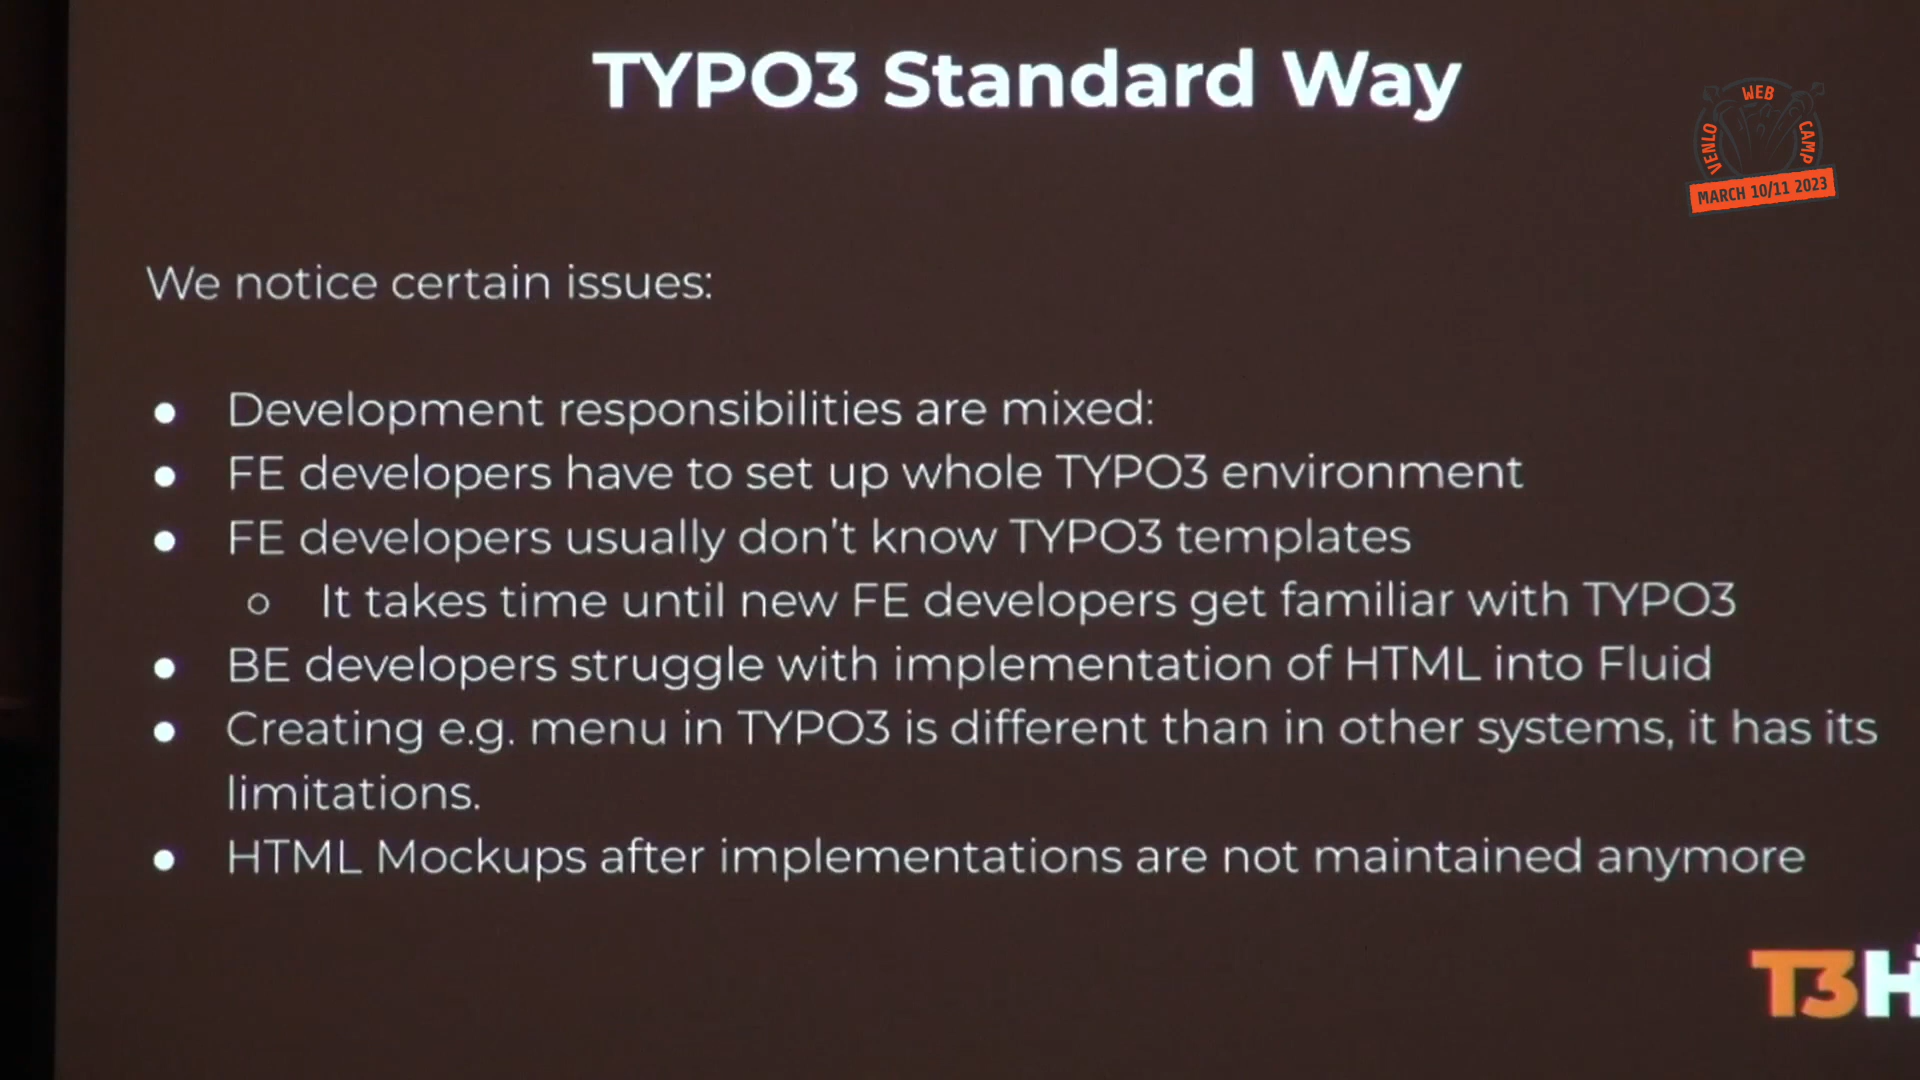 TYPO3 Standard Way
VENLO WEB CAMP
MARCH 10/11 2023
We notice certain issues:
● Development responsibilities are mixed:
● FE developers have to set up whole TYPO3 environment
● FE developers usually don't know TYPO3 templates
○ It takes time until new FE developers get familiar with TYPO3
● BE developers struggle with implementation of HTML into Fluid
● Creating e.g. menu in TYPO3 is different than in other systems, it has its
limitations.
● HTML Mockups after implementations are not maintained anymore
T3H